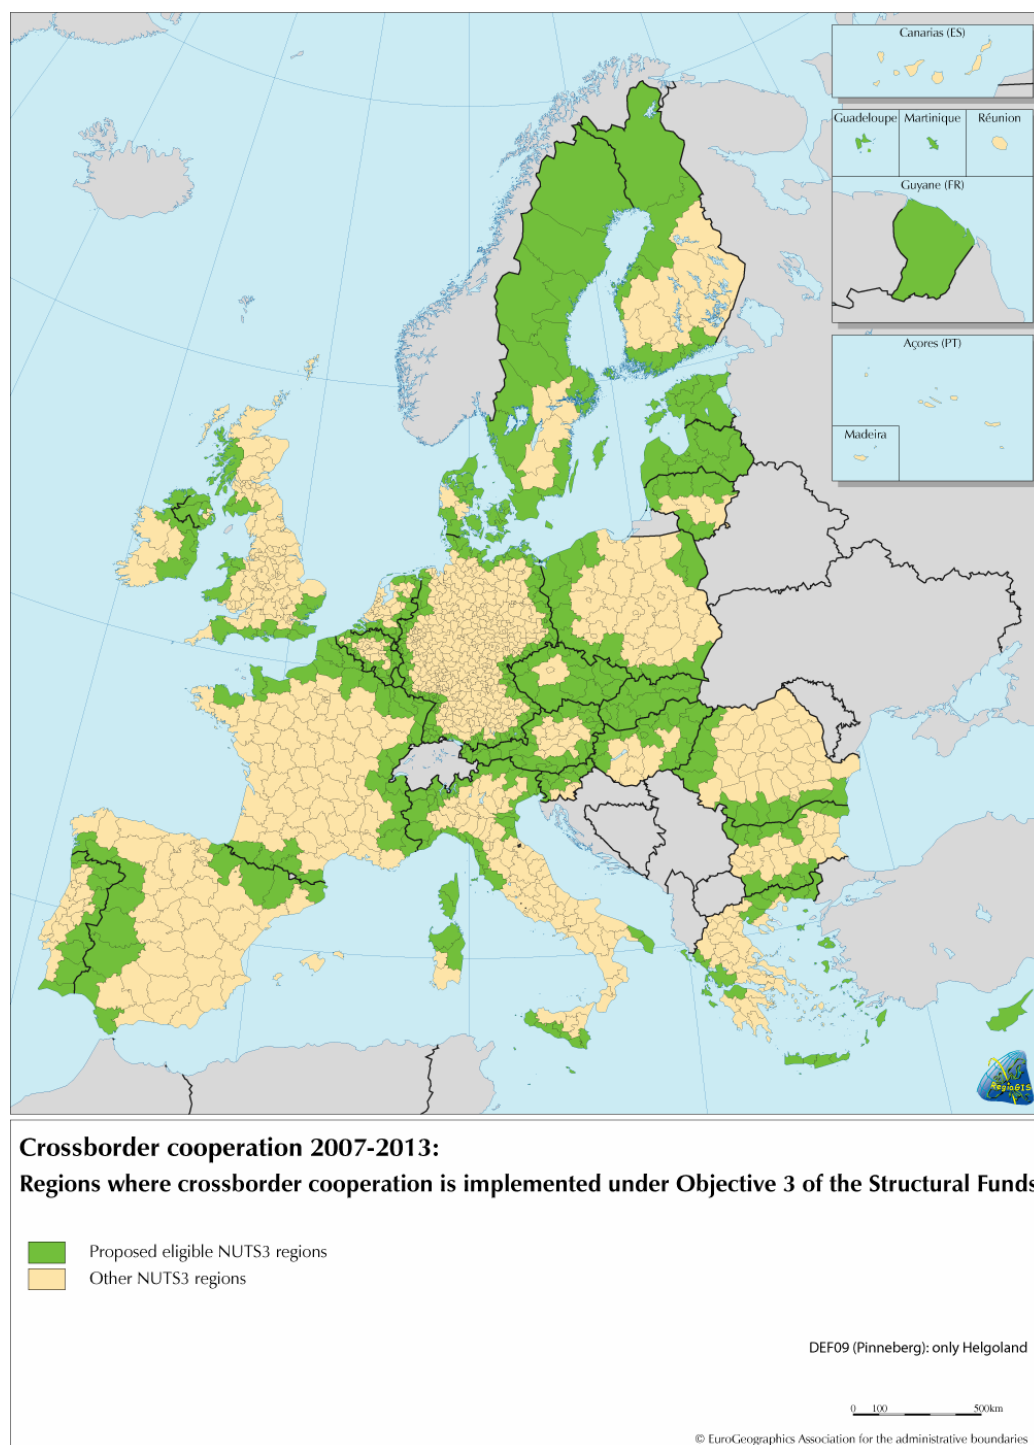 Canarias (ES)
Guadeloupe
Martinique
Réunion
Guyane (FR)
Açores (PT)
Madeira
RegioGIS
Crossborder cooperation 2007-2013:
Regions where crossborder cooperation is implemented under Objective 3 of the Structural Funds
Proposed eligible NUTS3 regions
Other NUTS3 regions
DEF09 (Pinneberg): only Helgoland
0 100 500km
© EuroGeographics Association for the administrative boundaries